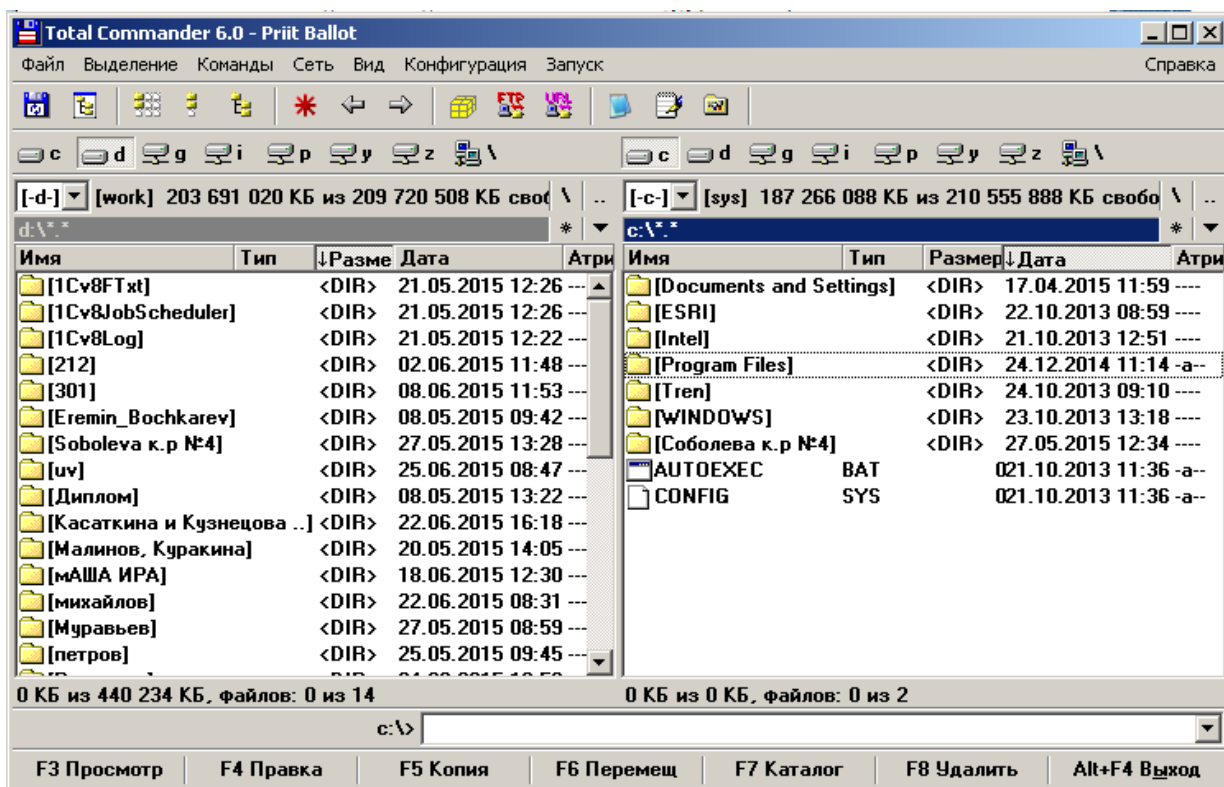 Total Commander 6.0 - Priit Ballot
Файл Выделение Команды Сеть Вид Конфигурация Запуск Справка
FTP URL
c d g i p y z \ c d g i p y z \
[-d-] [work] 203 691 020 КБ из 209 720 508 КБ своб \ .. [-c-] [sys] 187 266 088 КБ из 210 555 888 КБ свобо \ ..
d:\*.* * c:\*.* *
Имя Тип ↓Разме Дата Атри Имя Тип Размер ↓Дата Атри
[1Cv8FTxt] <DIR> 21.05.2015 12:26 --- [Documents and Settings] <DIR> 17.04.2015 11:59 ----
[1Cv8JobScheduler] <DIR> 21.05.2015 12:26 --- [ESRI] <DIR> 22.10.2013 08:59 ----
[1Cv8Log] <DIR> 21.05.2015 12:22 --- [Intel] <DIR> 21.10.2013 12:51 ----
[212] <DIR> 02.06.2015 11:48 --- [Program Files] <DIR> 24.12.2014 11:14 -a--
[301] <DIR> 08.06.2015 11:53 --- [Tren] <DIR> 24.10.2013 09:10 ----
[Eremin_Bochkarev] <DIR> 08.05.2015 09:42 --- [WINDOWS] <DIR> 23.10.2013 13:18 ----
[Soboleva к.р №4] <DIR> 27.05.2015 13:28 --- [Соболева к.р №4] <DIR> 27.05.2015 12:34 ----
[uv] <DIR> 25.06.2015 08:47 --- AUTOEXEC BAT 0 21.10.2013 11:36 -a--
[Диплом] <DIR> 08.05.2015 13:22 --- CONFIG SYS 0 21.10.2013 11:36 -a--
[Касаткина и Кузнецова ..] <DIR> 22.06.2015 16:18 ---
[Малинов, Куракина] <DIR> 20.05.2015 14:05 ---
[мАША ИРА] <DIR> 18.06.2015 12:30 ---
[михайлов] <DIR> 22.06.2015 08:31 ---
[Муравьев] <DIR> 27.05.2015 08:59 ---
[петров] <DIR> 25.05.2015 09:45 ---
0 КБ из 440 234 КБ, файлов: 0 из 14 0 КБ из 0 КБ, файлов: 0 из 2
c:\>
F3 Просмотр F4 Правка F5 Копия F6 Перемещ F7 Каталог F8 Удалить Alt+F4 Выход